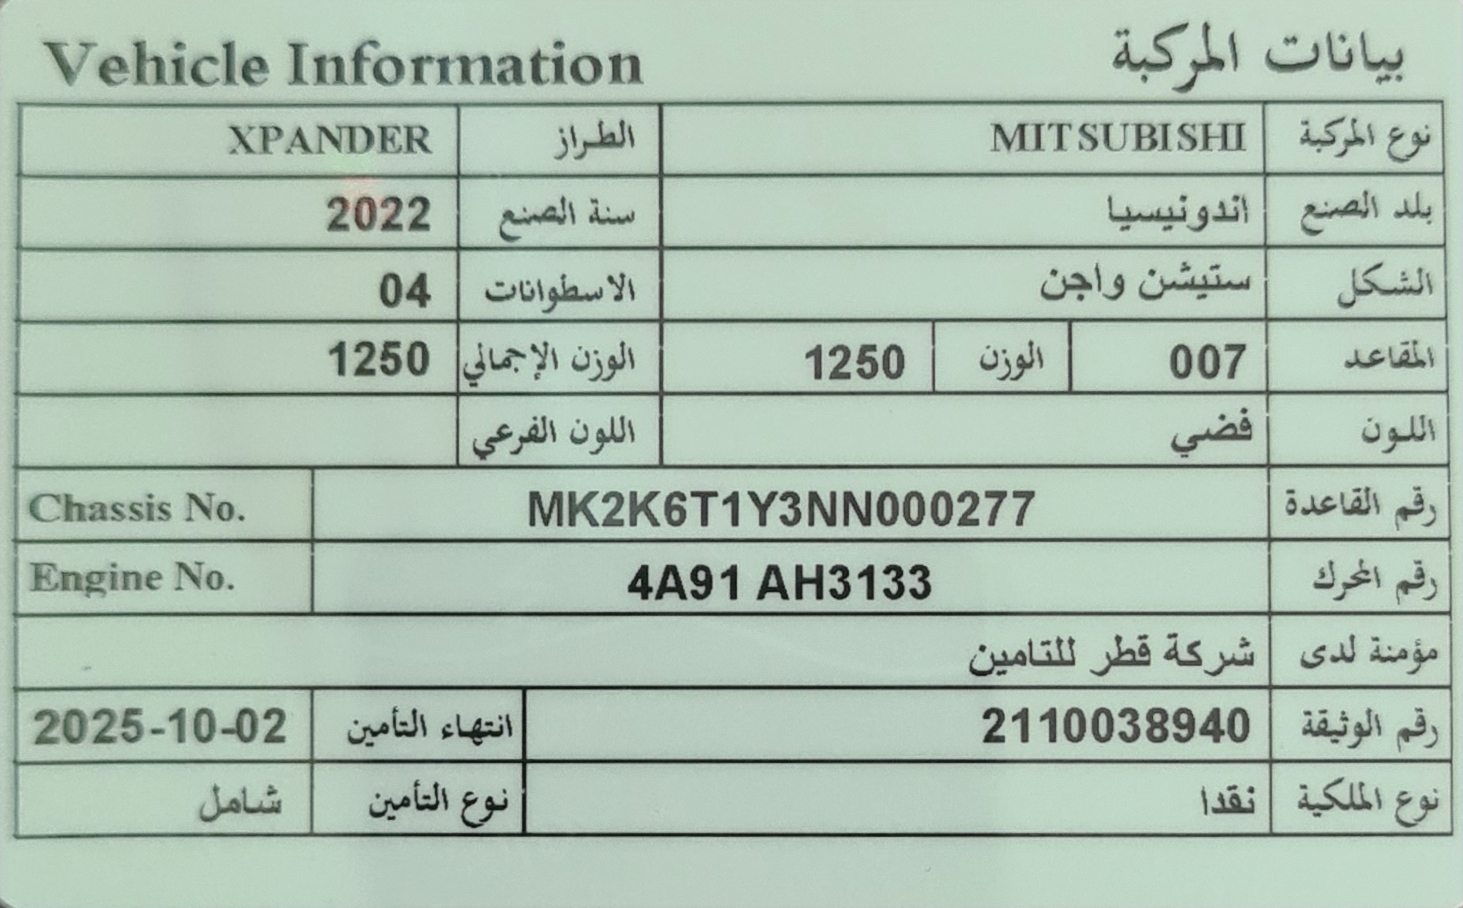 Vehicle Information بيانات المركبة
نوع المركبة MITSUBISHI الطراز XPANDER
بلد الصنع اندونيسيا سنة الصنع 2022
الشكل ستيشن واجن الاسطوانات 04
المقاعد 007 الوزن 1250 الوزن الإجمالي 1250
اللون فضي اللون الفرعي
رقم القاعدة MK2K6T1Y3NN000277 Chassis No.
رقم المحرك 4A91 AH3133 Engine No.
مؤمنة لدى شركة قطر للتامين
رقم الوثيقة 2110038940 انتهاء التأمين 2025-10-02
نوع الملكية نقدا نوع التأمين شامل